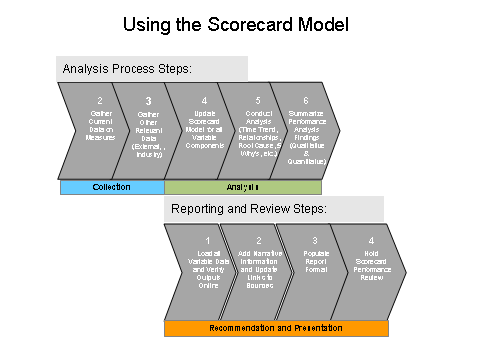 Using the Scorecard Model
Analysis Process Steps:
2
Gather
Current
Data on
Measures
3
Gather
Other
Relevant
Data
(External, ,
Industry)
4
Update
Scorecard
Model for all
Variable
Components
5
Conduct
Analysis
(Time Trend,
Relationships,
Root Cause, 5
Why's, etc.)
6
Summarize
Performance
Analysis
Findings
(Qualitative
&
Quantitative)
Collection
Analysis
Reporting and Review Steps:
1
Load all
Variable Data
and Verify
Outputs
Online
2
Add Narrative
Information
and Update
Links to
Sources
3
Populate
Report
Format
4
Hold
Scorecard
Performance
Review
Recommendation and Presentation